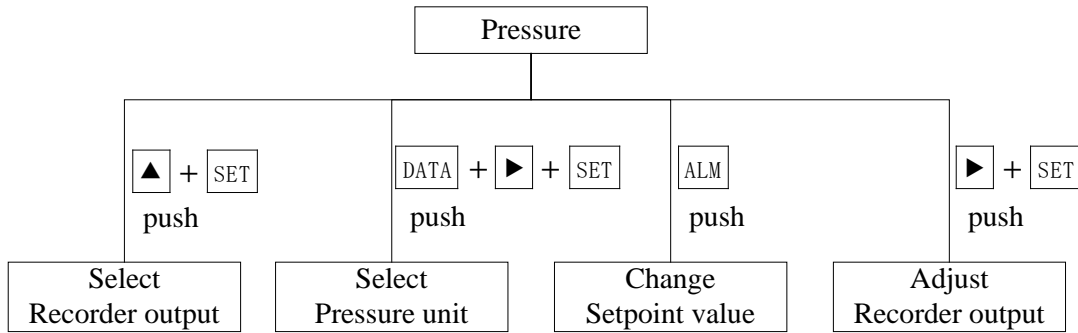 Pressure
▲ + SET
push
DATA + ▶ + SET
push
ALM
push
▶ + SET
push
Select
Recorder output
Select
Pressure unit
Change
Setpoint value
Adjust
Recorder output